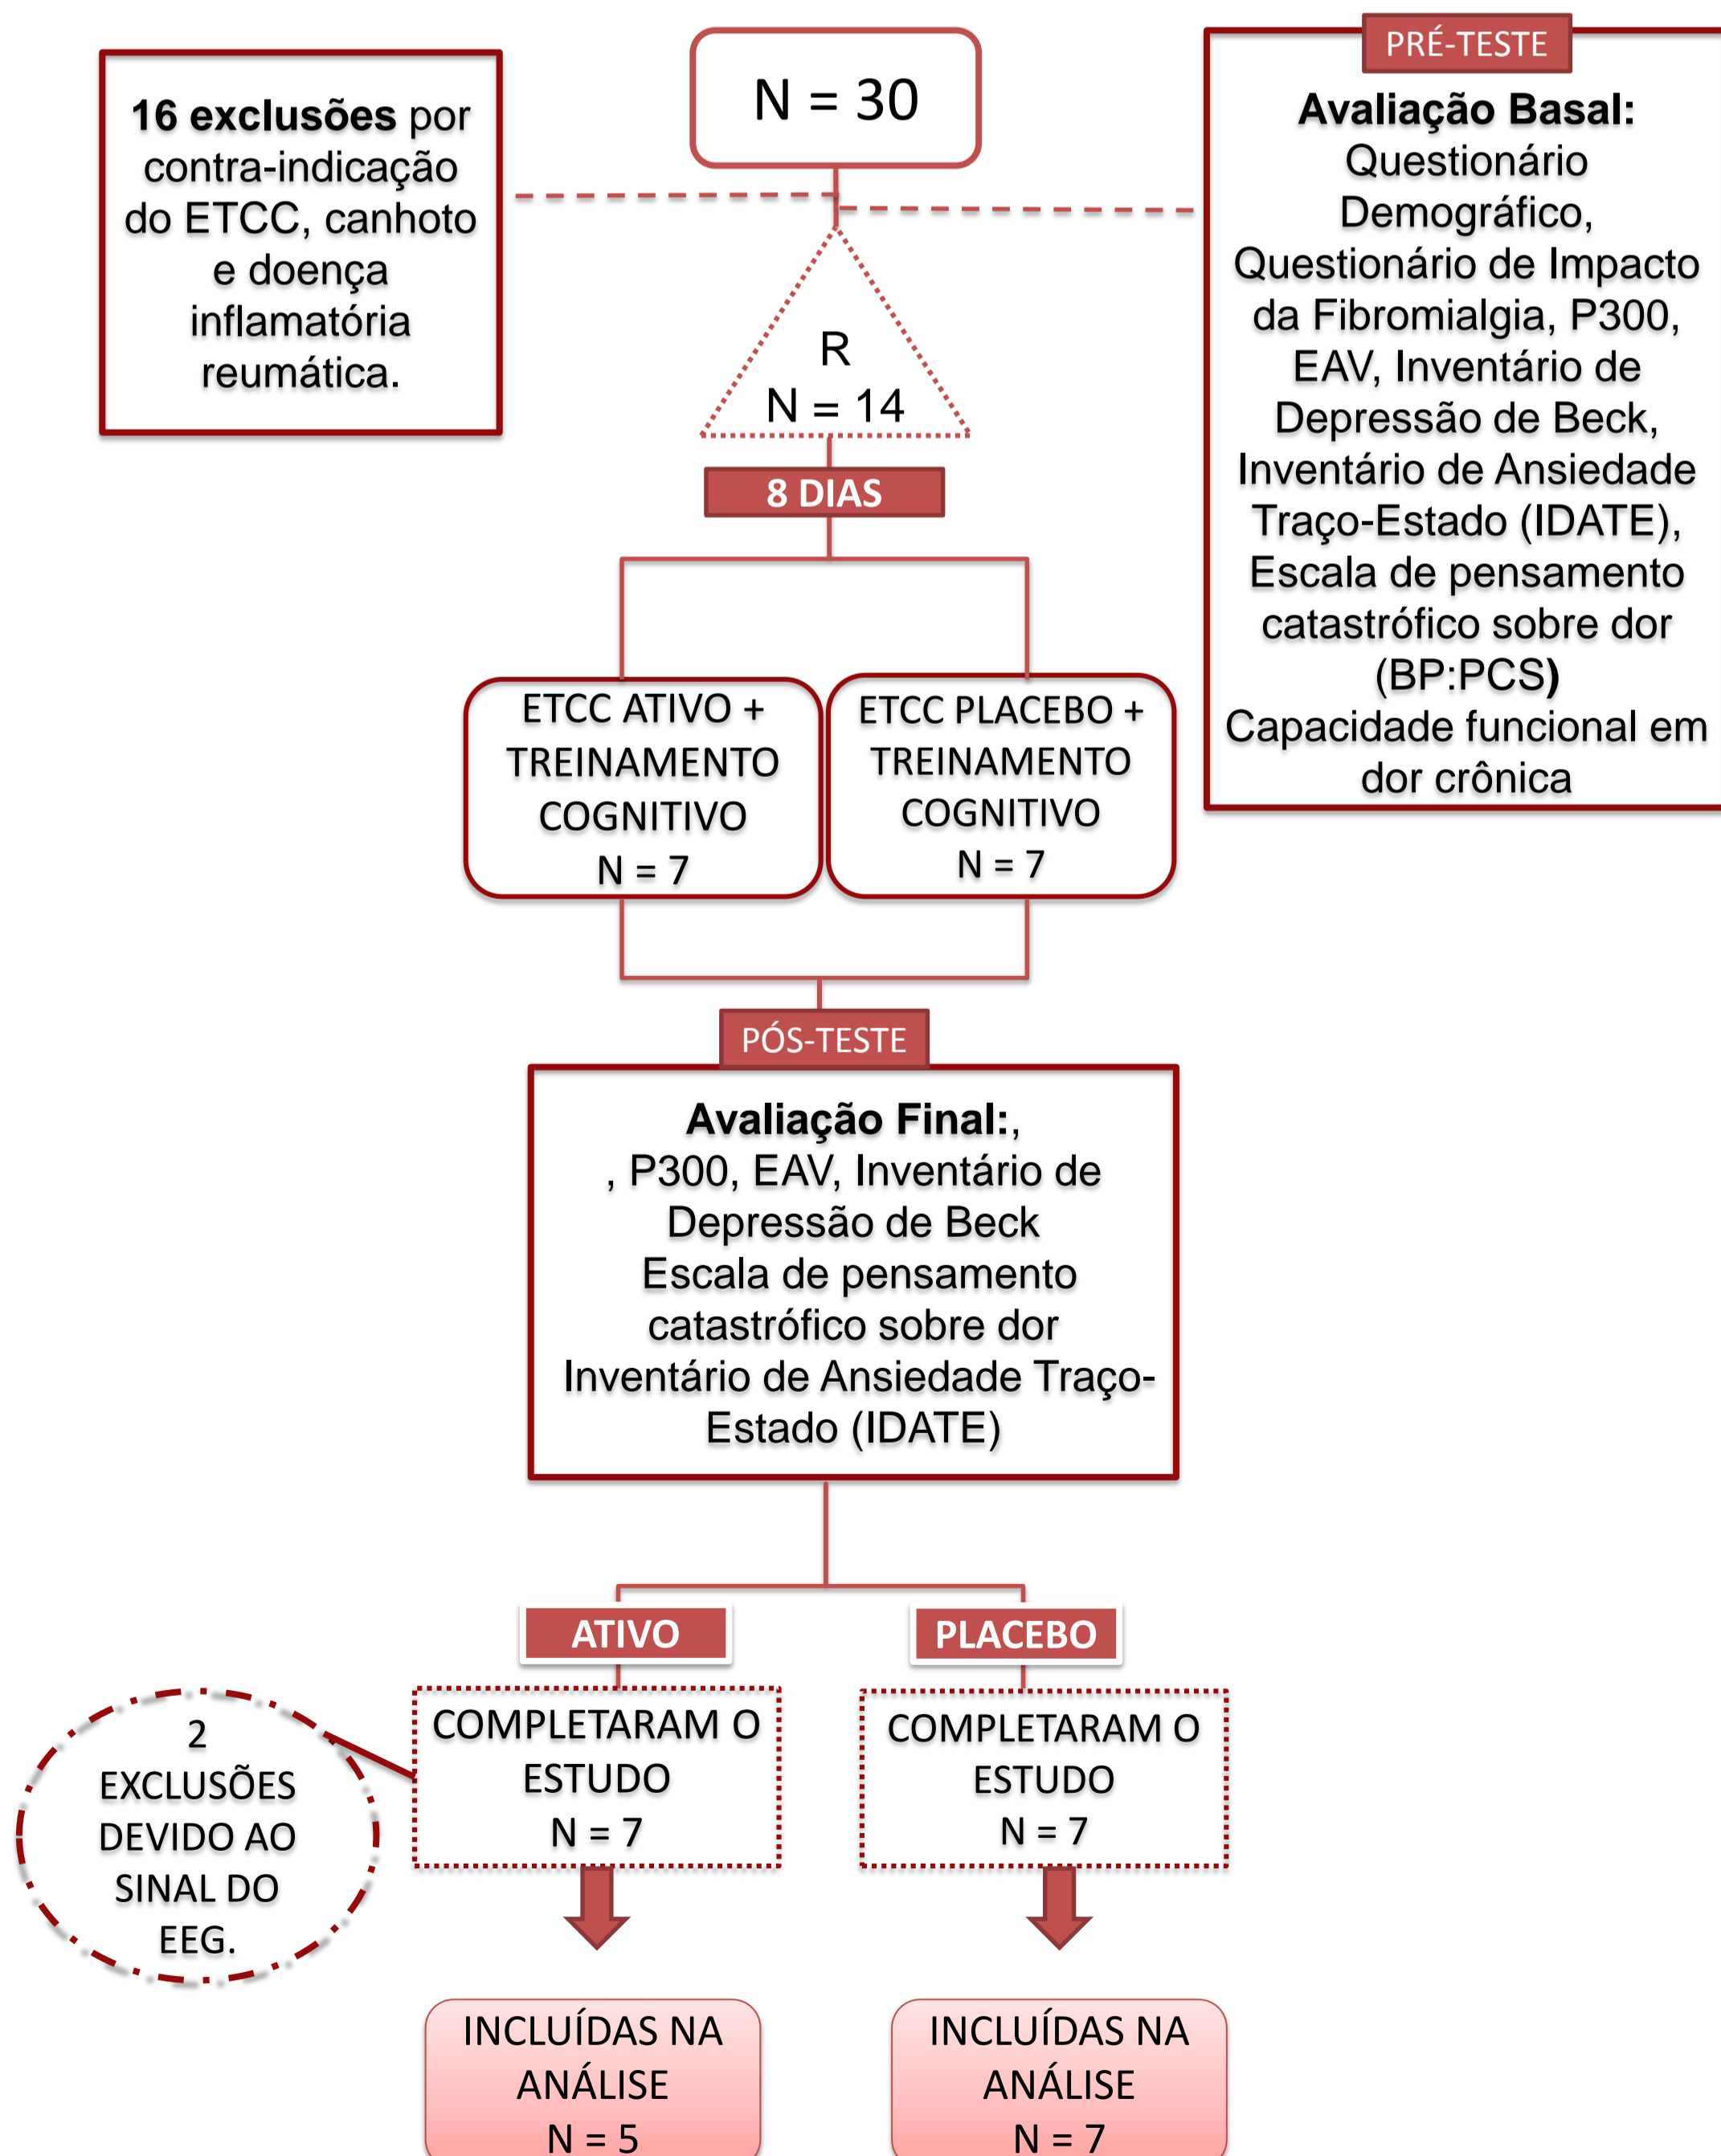 N = 30
16 exclusões por
contra-indicação
do ETCC, canhoto
e doença
inflamatória
reumática.
PRÉ-TESTE
Avaliação Basal:
Questionário
Demográfico,
Questionário de Impacto
da Fibromialgia, P300,
EAV, Inventário de
Depressão de Beck,
Inventário de Ansiedade
Traço-Estado (IDATE),
Escala de pensamento
catastrófico sobre dor
(BP:PCS)
Capacidade funcional em
dor crônica
R
N = 14
8 DIAS
ETCC ATIVO +
TREINAMENTO
COGNITIVO
N = 7
ETCC PLACEBO +
TREINAMENTO
COGNITIVO
N = 7
PÓS-TESTE
Avaliação Final:,
, P300, EAV, Inventário de
Depressão de Beck
Escala de pensamento
catastrófico sobre dor
Inventário de Ansiedade Traço-
Estado (IDATE)
ATIVO
PLACEBO
2
EXCLUSÕES
DEVIDO AO
SINAL DO
EEG.
COMPLETARAM O
ESTUDO
N = 7
COMPLETARAM O
ESTUDO
N = 7
INCLUÍDAS NA
ANÁLISE
N = 5
INCLUÍDAS NA
ANÁLISE
N = 7